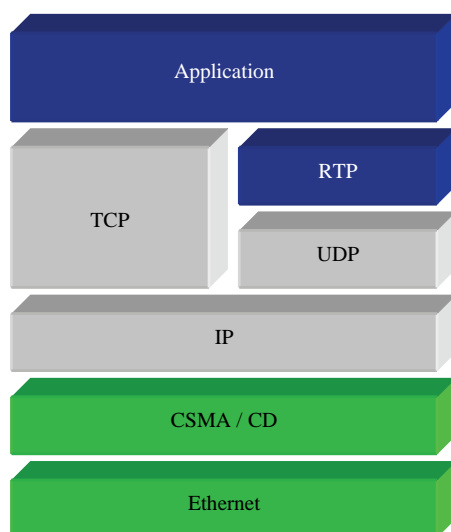 Application
RTP
TCP
UDP
IP
CSMA / CD
Ethernet